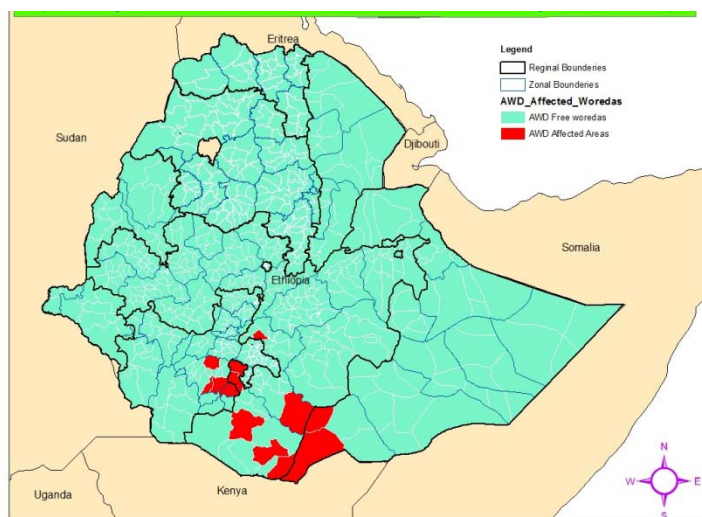 Eritrea
Legend
Reginal Bounderies
Zonal Bounderies
AWD_Affected_Woredas
AWD Free woredas
AWD Affected Areas
Sudan
Djibouti
Somalia
Ethiopia
N
W
E
S
Uganda
Kenya